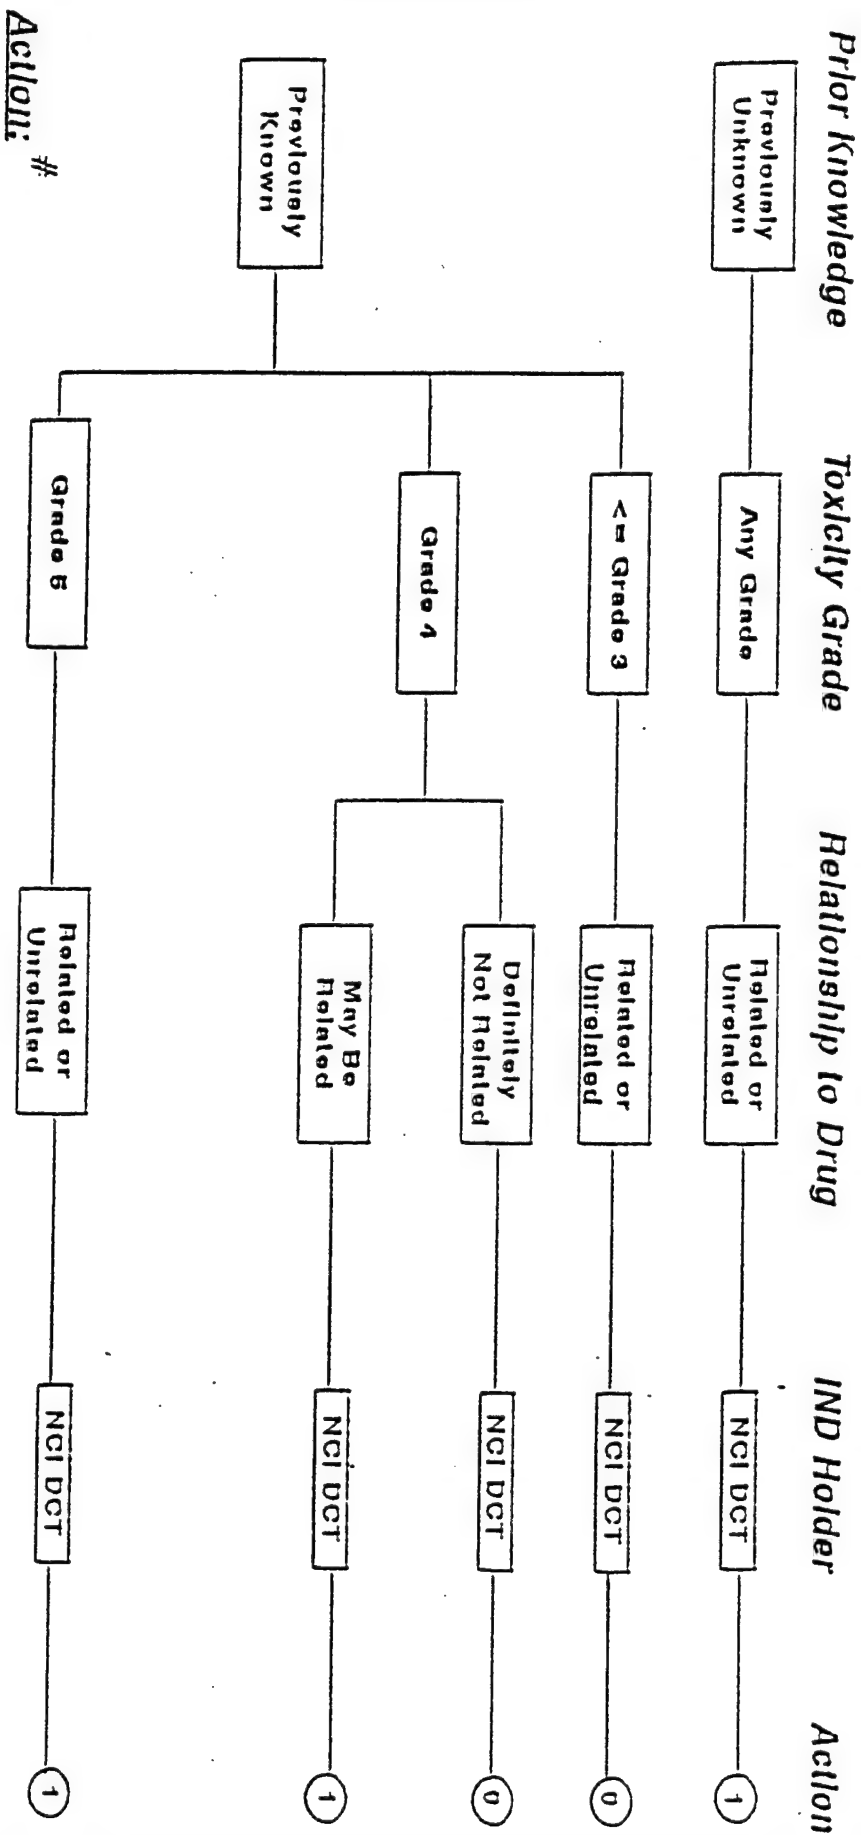 Prior Knowledge
Toxicity Grade
Relationship to Drug
IND Holder
Action
Previously
Unknown
Any Grade
Related or
Unrelated
NCI DCT
1
<= Grade 3
Related or
Unrelated
NCI DCT
0
Definitely
Not Related
NCI DCT
0
Previously
Known
Grade 4
May Be
Related
NCI DCT
1
Grade 5
Related or
Unrelated
NCI DCT
1
Action: #